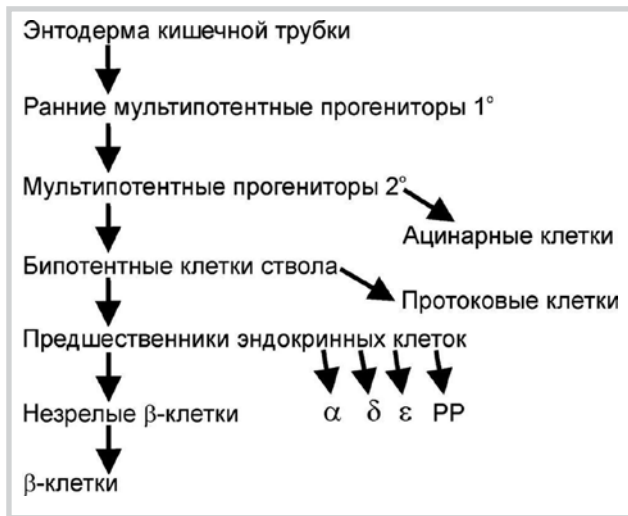 Энтодерма кишечной трубки
Ранние мультипотентные прогениторы 1°
Мультипотентные прогениторы 2°
Ацинарные клетки
Бипотентные клетки ствола
Протоковые клетки
Предшественники эндокринных клеток
Незрелые β-клетки α δ ε PP
β-клетки